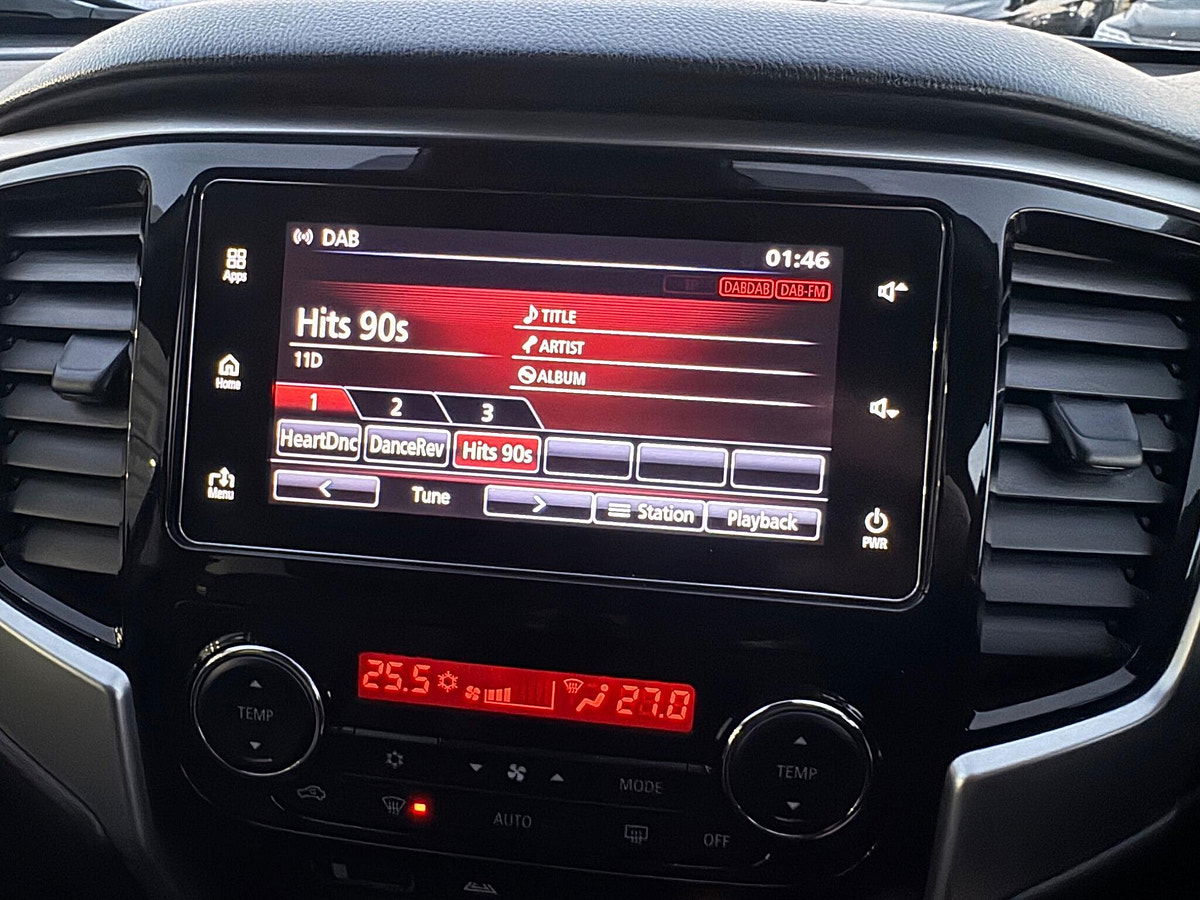 DAB
01:46
Apps
DABDAB DAB-FM
Hits 90s
TITLE
11D
ARTIST
ALBUM
Home
1 2 3
HeartDnc DanceRev Hits 90s
< Tune > Station Playback
Menu
PWR
25.5 27.0
TEMP
TEMP
MODE
AUTO
OFF